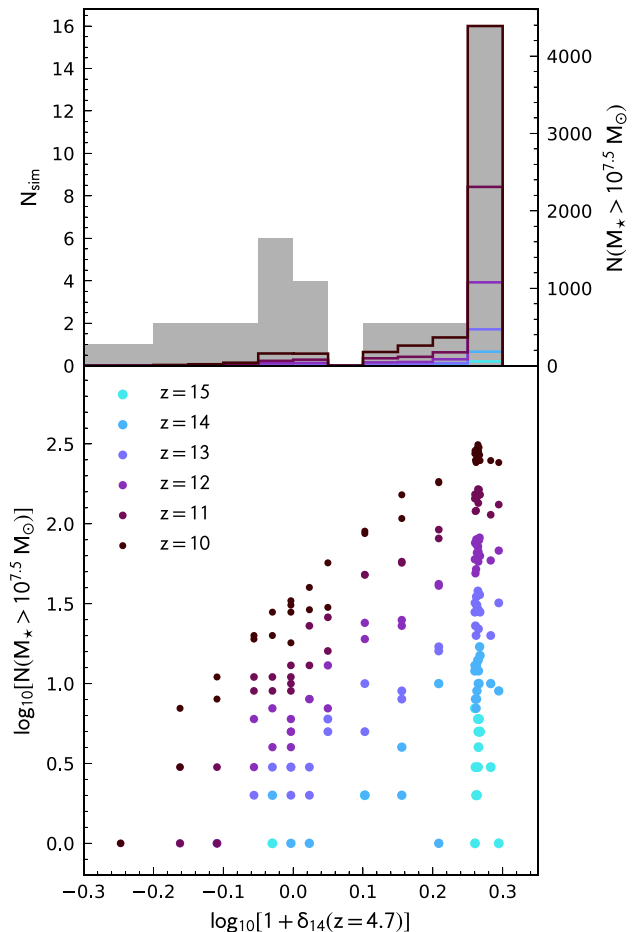 16
14
12
10
8
6
4
2
0
N_sim
4000
3000
2000
1000
0
N(M⋆ > 10^7.5 M⊙)
z = 15
z = 14
z = 13
z = 12
z = 11
z = 10
2.5
2.0
1.5
1.0
0.5
0.0
log₁₀[N(M⋆ > 10^7.5 M⊙)]
−0.3 −0.2 −0.1 0.0 0.1 0.2 0.3
log₁₀[1 + δ₁₄(z = 4.7)]